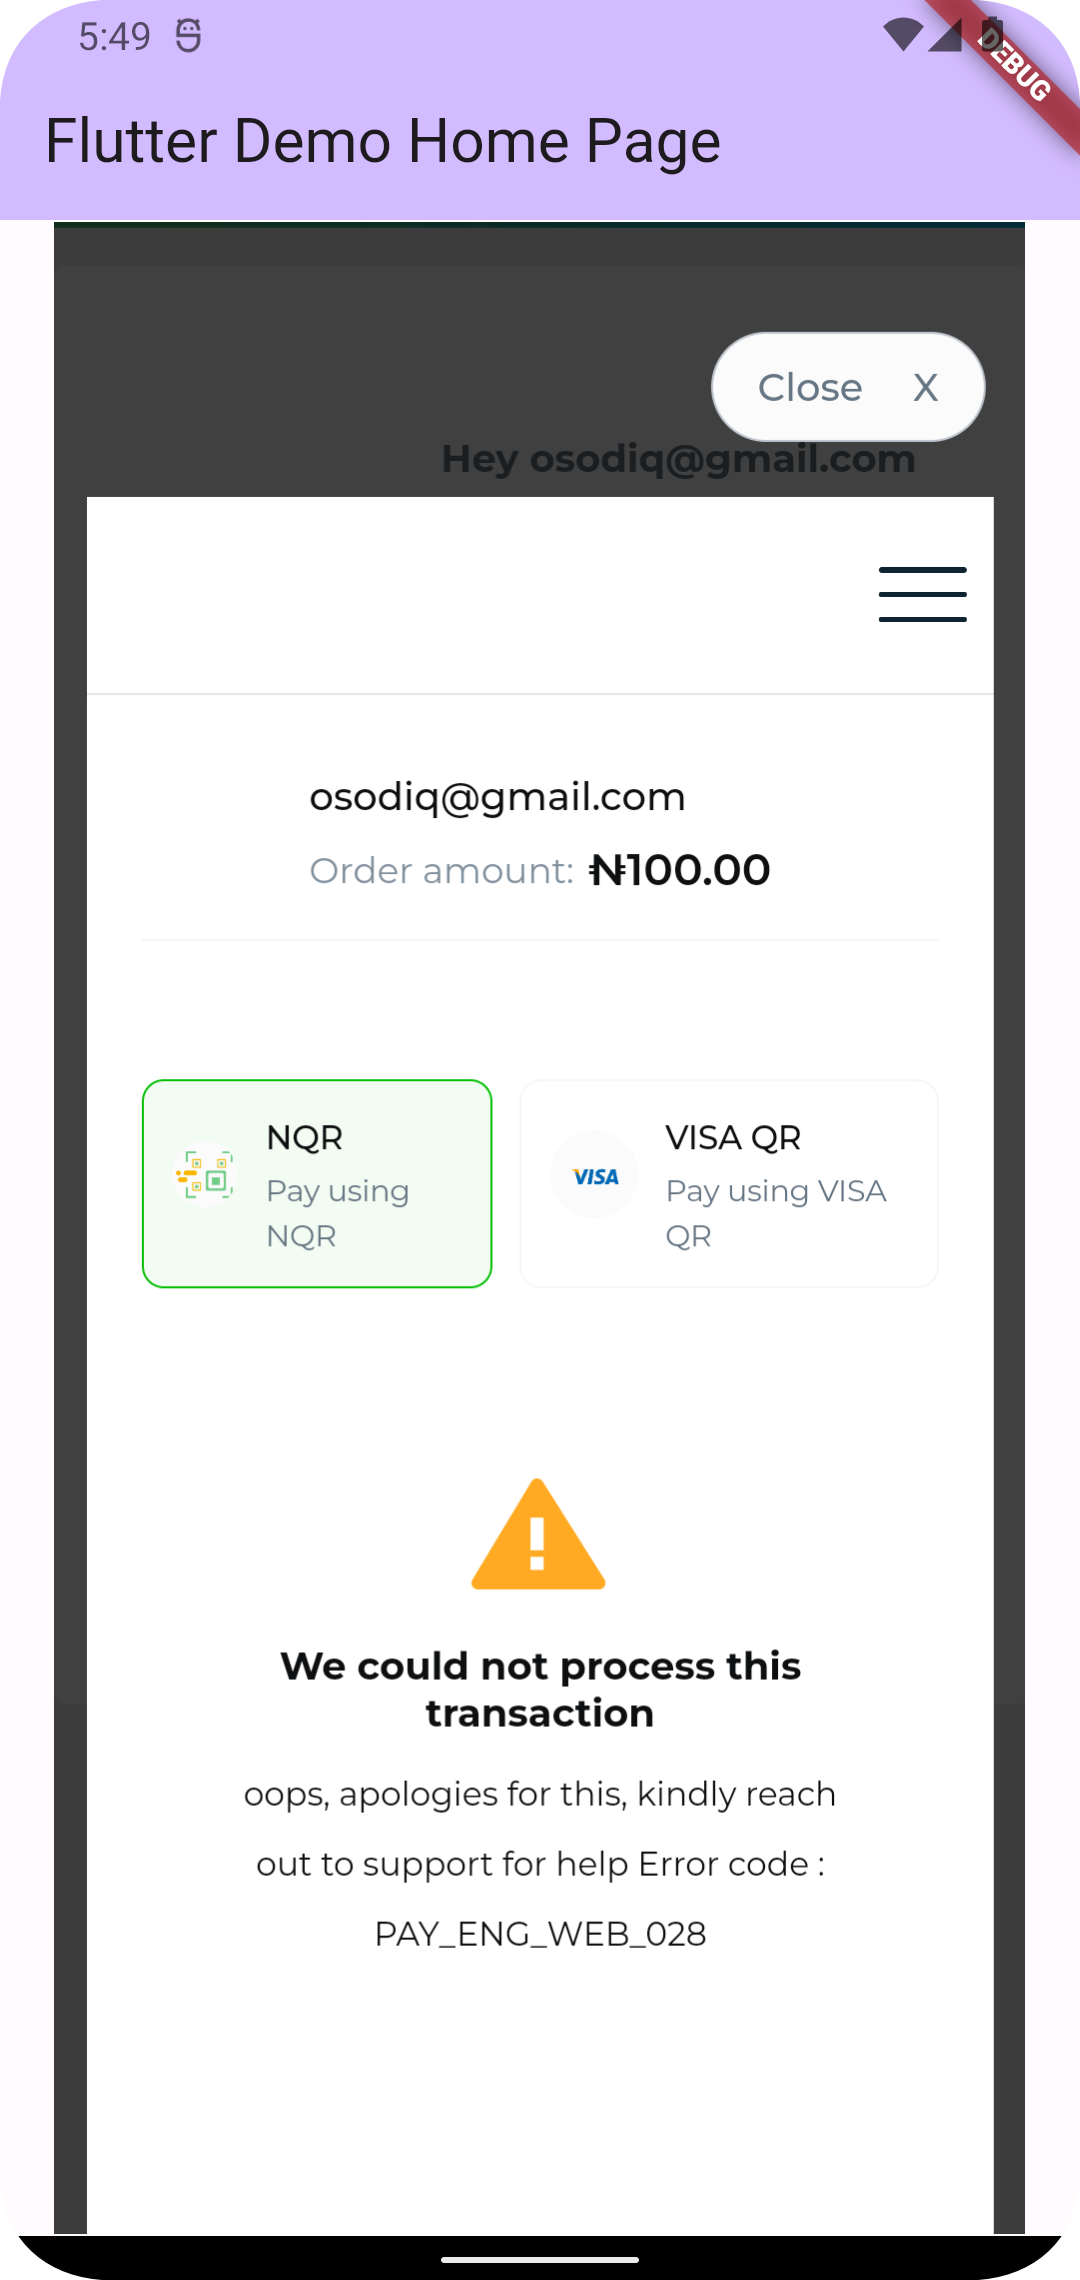 5:49
DEBUG
Flutter Demo Home Page
Close X
Hey osodiq@gmail.com
osodiq@gmail.com
Order amount: ₦100.00
NQR
Pay using
NQR
VISA
VISA QR
Pay using VISA
QR
We could not process this
transaction
oops, apologies for this, kindly reach
out to support for help Error code :
PAY_ENG_WEB_028